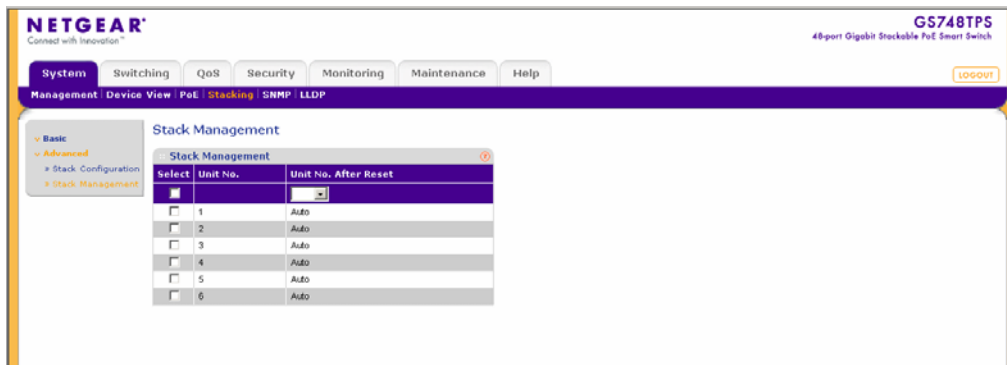 NETGEAR
Connect with Innovation™
GS748TPS
48-port Gigabit Stackable PoE Smart Switch
System Switching QoS Security Monitoring Maintenance Help
LOGOUT
Management Device View PoE Stacking SNMP LLDP
Basic
Advanced
Stack Configuration
Stack Management
Stack Management
Stack Management
Select Unit No. Unit No. After Reset
1 Auto
2 Auto
3 Auto
4 Auto
5 Auto
6 Auto